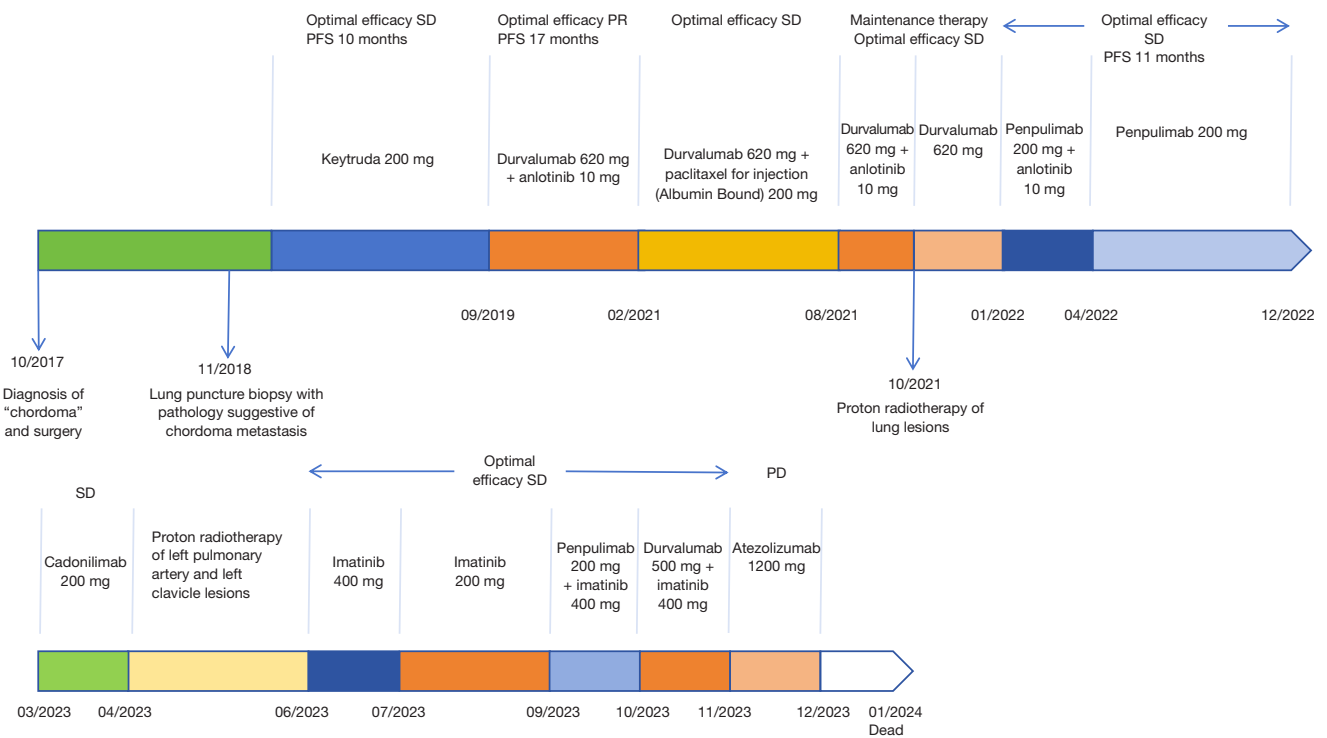 Optimal efficacy SD
PFS 10 months
Optimal efficacy PR
PFS 17 months
Optimal efficacy SD
Maintenance therapy
Optimal efficacy SD
Optimal efficacy
SD
PFS 11 months
Keytruda 200 mg
Durvalumab 620 mg
+ anlotinib 10 mg
Durvalumab 620 mg +
paclitaxel for injection
(Albumin Bound) 200 mg
Durvalumab
620 mg +
anlotinib
10 mg
Durvalumab
620 mg
Penpulimab
200 mg +
anlotinib
10 mg
Penpulimab 200 mg
09/2019
02/2021
08/2021
01/2022
04/2022
12/2022
10/2017
Diagnosis of
“chordoma”
and surgery
11/2018
Lung puncture biopsy with
pathology suggestive of
chordoma metastasis
10/2021
Proton radiotherapy of
lung lesions
SD
Optimal
efficacy SD
PD
Cadonilimab
200 mg
Proton radiotherapy
of left pulmonary
artery and left
clavicle lesions
Imatinib
400 mg
Imatinib
200 mg
Penpulimab
200 mg
+ imatinib
400 mg
Durvalumab
500 mg +
imatinib
400 mg
Atezolizumab
1200 mg
03/2023
04/2023
06/2023
07/2023
09/2023
10/2023
11/2023
12/2023
01/2024
Dead